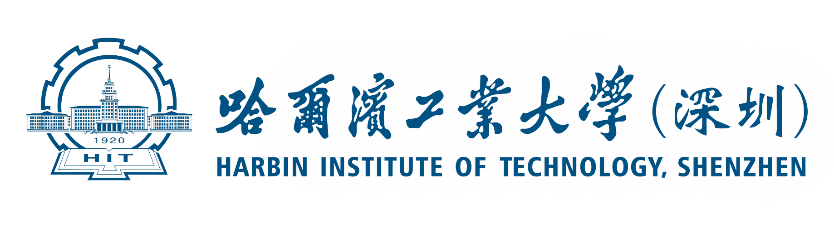 1920
HIT
哈爾濱工業大學(深圳)
HARBIN INSTITUTE OF TECHNOLOGY, SHENZHEN